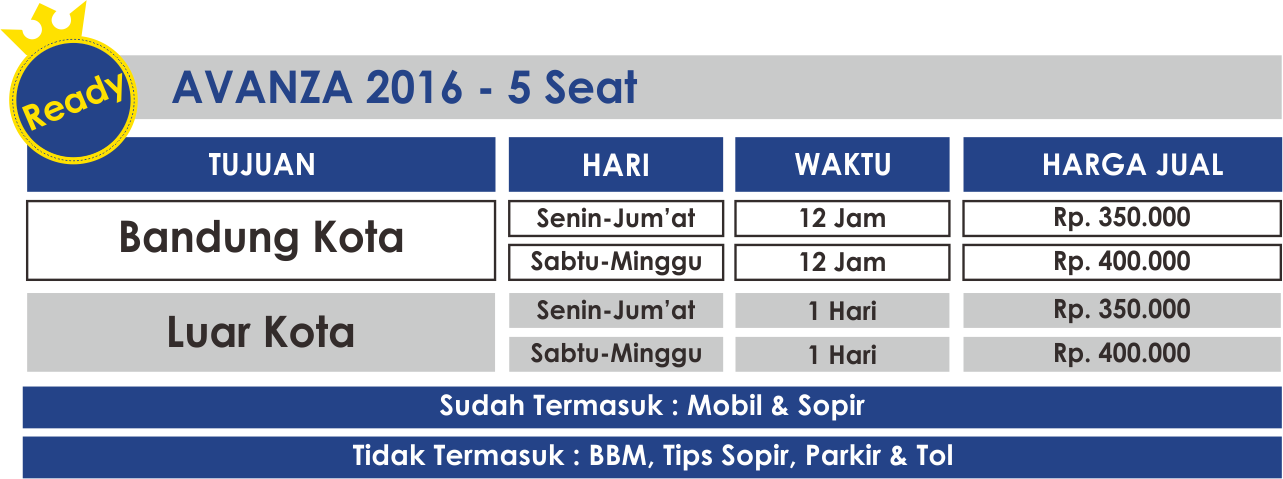 Ready
AVANZA 2016 - 5 Seat
TUJUAN HARI WAKTU HARGA JUAL
Bandung Kota
Senin-Jum'at 12 Jam Rp. 350.000
Sabtu-Minggu 12 Jam Rp. 400.000
Luar Kota
Senin-Jum'at 1 Hari Rp. 350.000
Sabtu-Minggu 1 Hari Rp. 400.000
Sudah Termasuk : Mobil & Sopir
Tidak Termasuk : BBM, Tips Sopir, Parkir & Tol